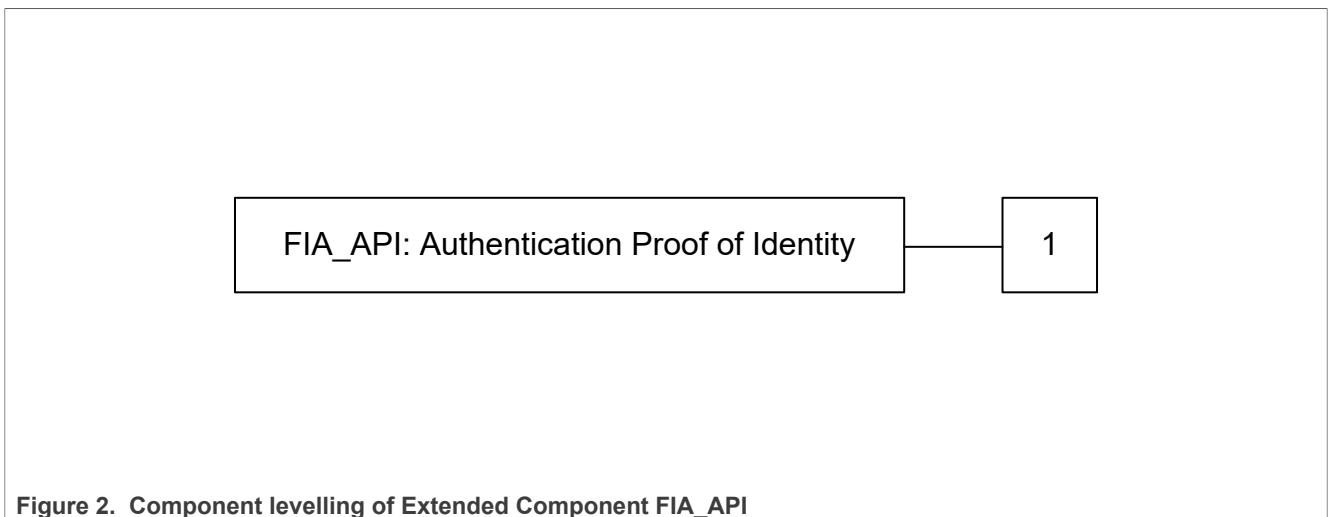 FIA_API: Authentication Proof of Identity
1
Figure 2. Component levelling of Extended Component FIA_API